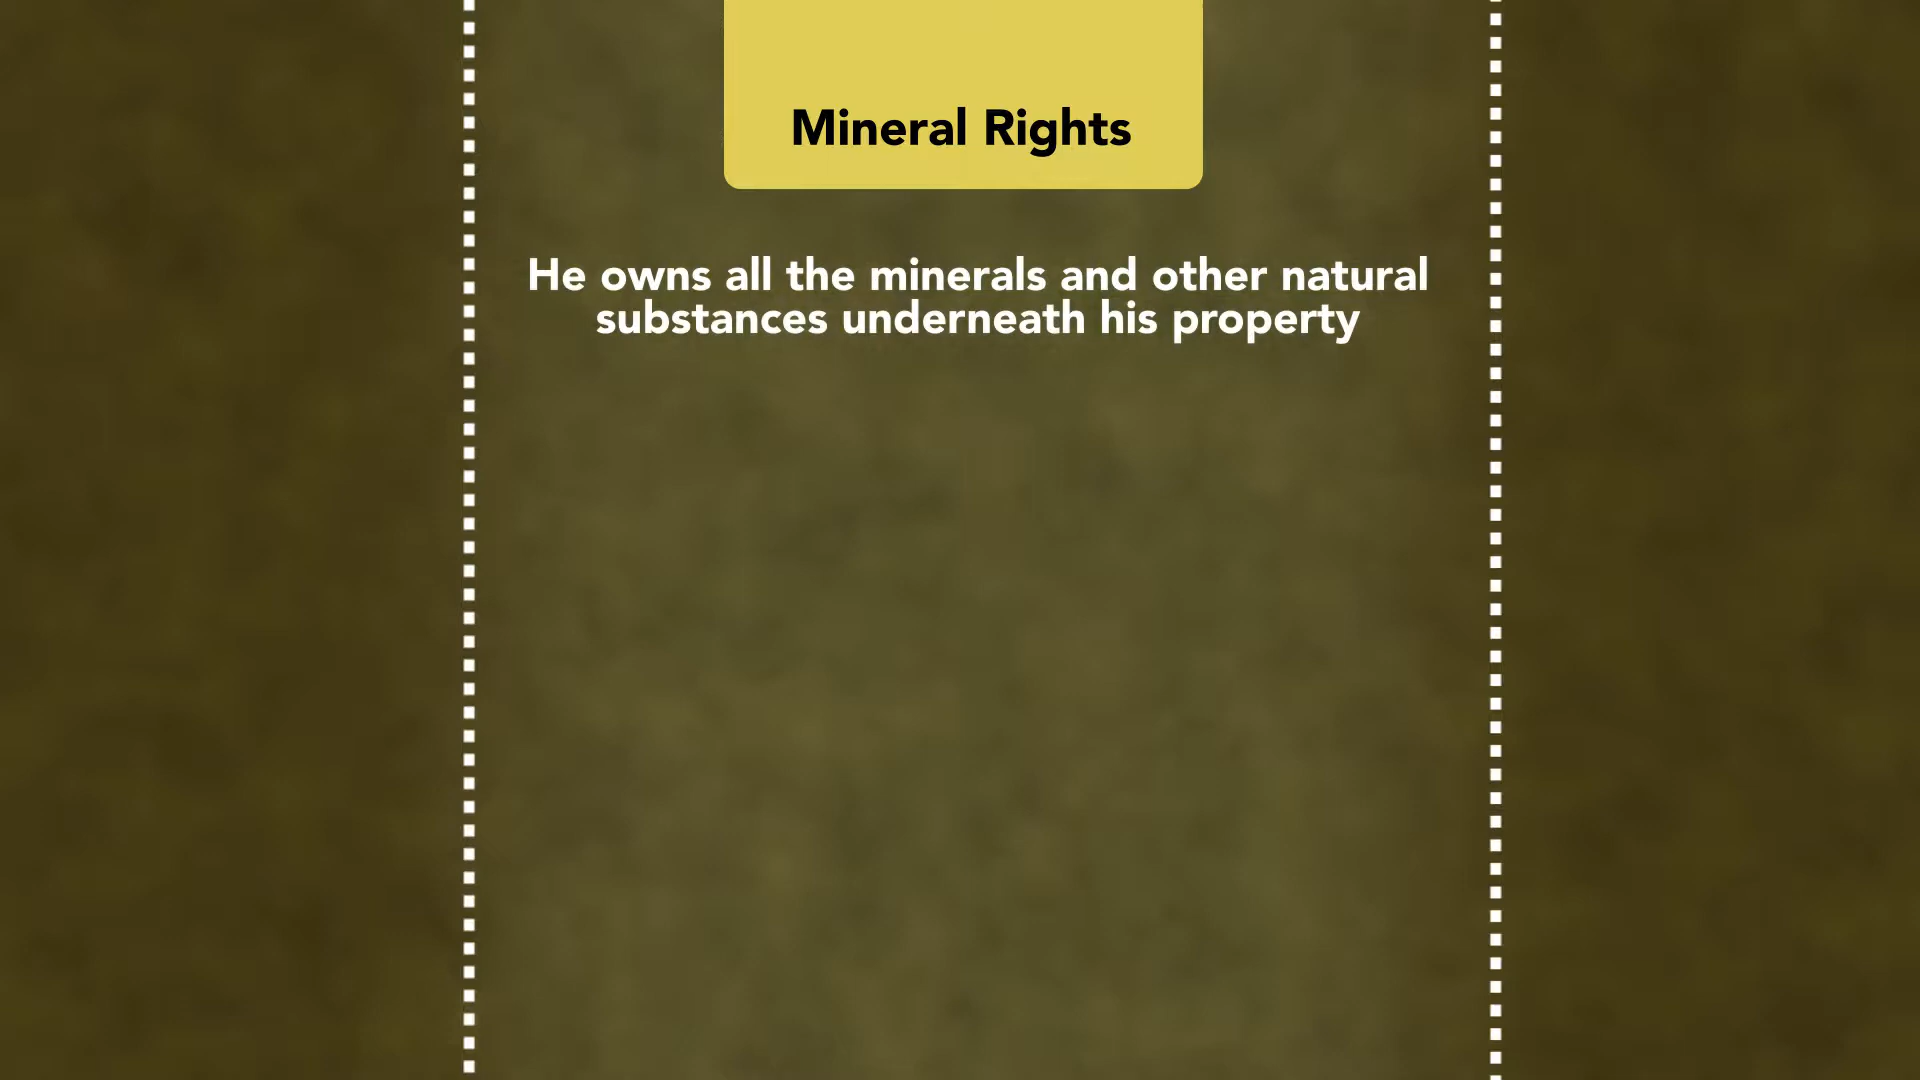 Mineral Rights
He owns all the minerals and other natural
substances underneath his property